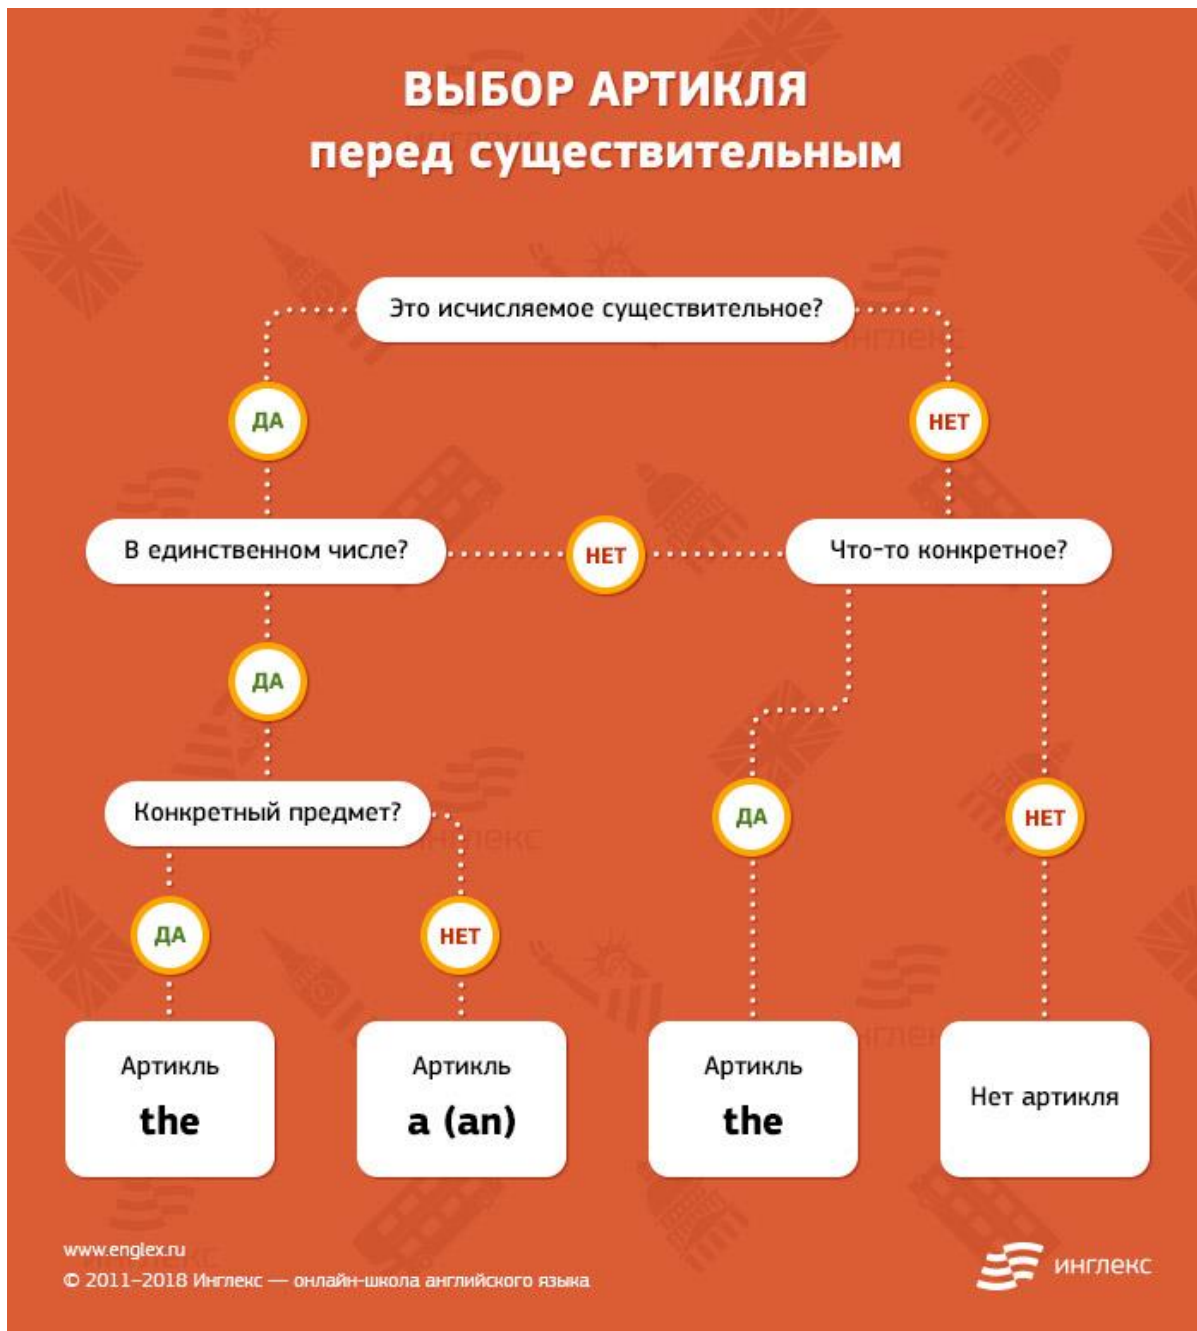 ВЫБОР АРТИКЛЯ
перед существительным
Это исчисляемое существительное?
ДА
НЕТ
В единственном числе?
НЕТ
Что-то конкретное?
ДА
Конкретный предмет?
ДА
НЕТ
ДА
НЕТ
Артикль
the
Артикль
a (an)
Артикль
the
Нет артикля
www.englex.ru
© 2011–2018 Инглекс — онлайн-школа английского языка
инглекс